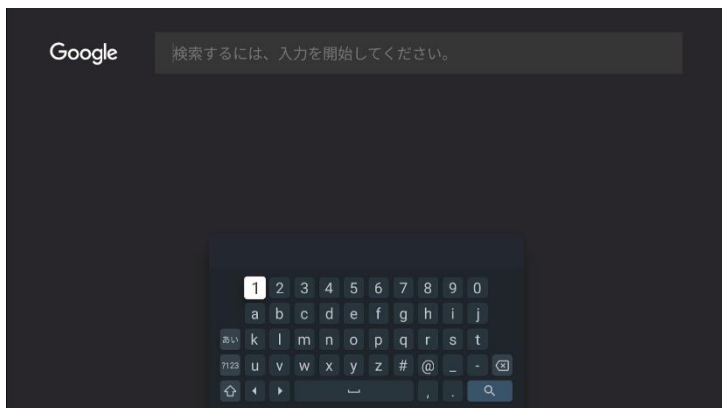 Google 検索するには、入力を開始してください。
1 2 3 4 5 6 7 8 9 0
a b c d e f g h i j
あい k l m n o p q r s t
?123 u v w x y z # @ _ -
, .